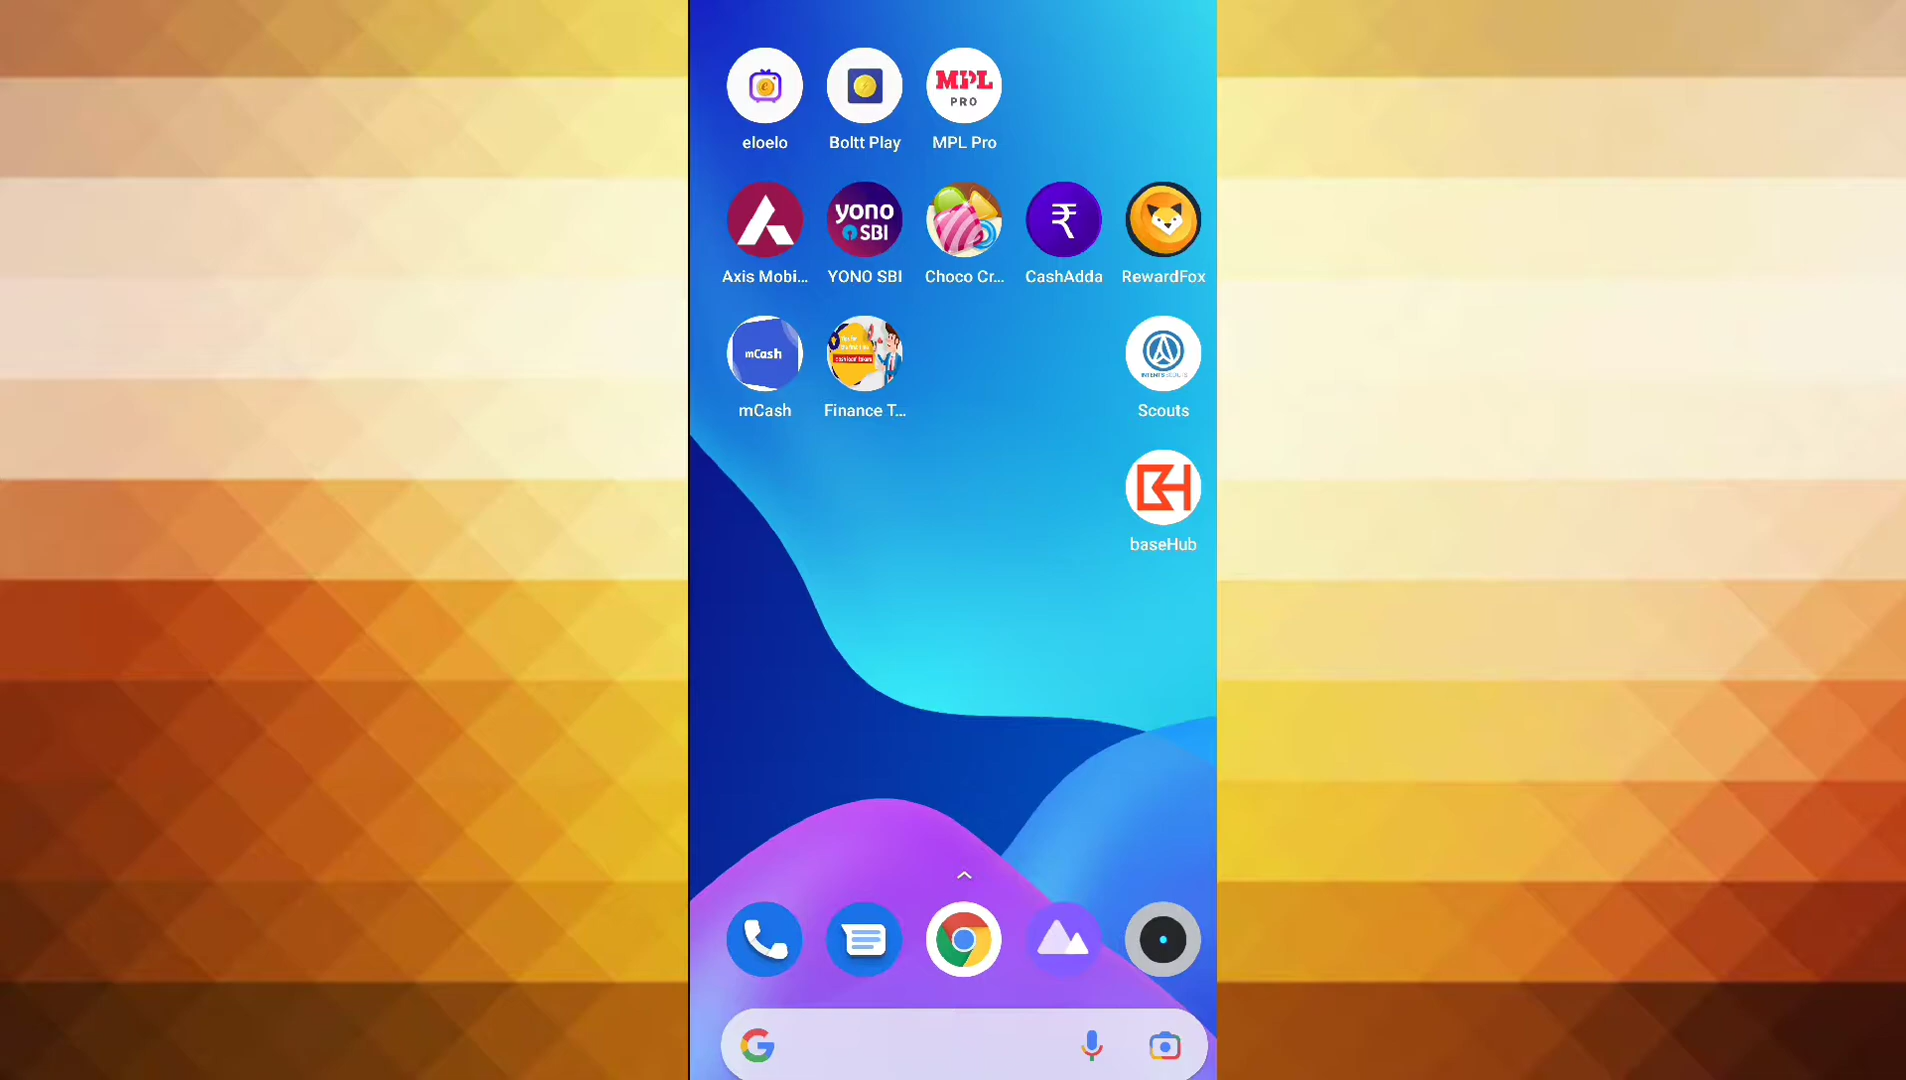 MPL
PRO
eloelo
Boltt Play
MPL Pro
yono
SBI
₹
Axis Mobi...
YONO SBI
Choco Cr...
CashAdda
RewardFox
mCash
mCash
Finance T...
Scouts
baseHub